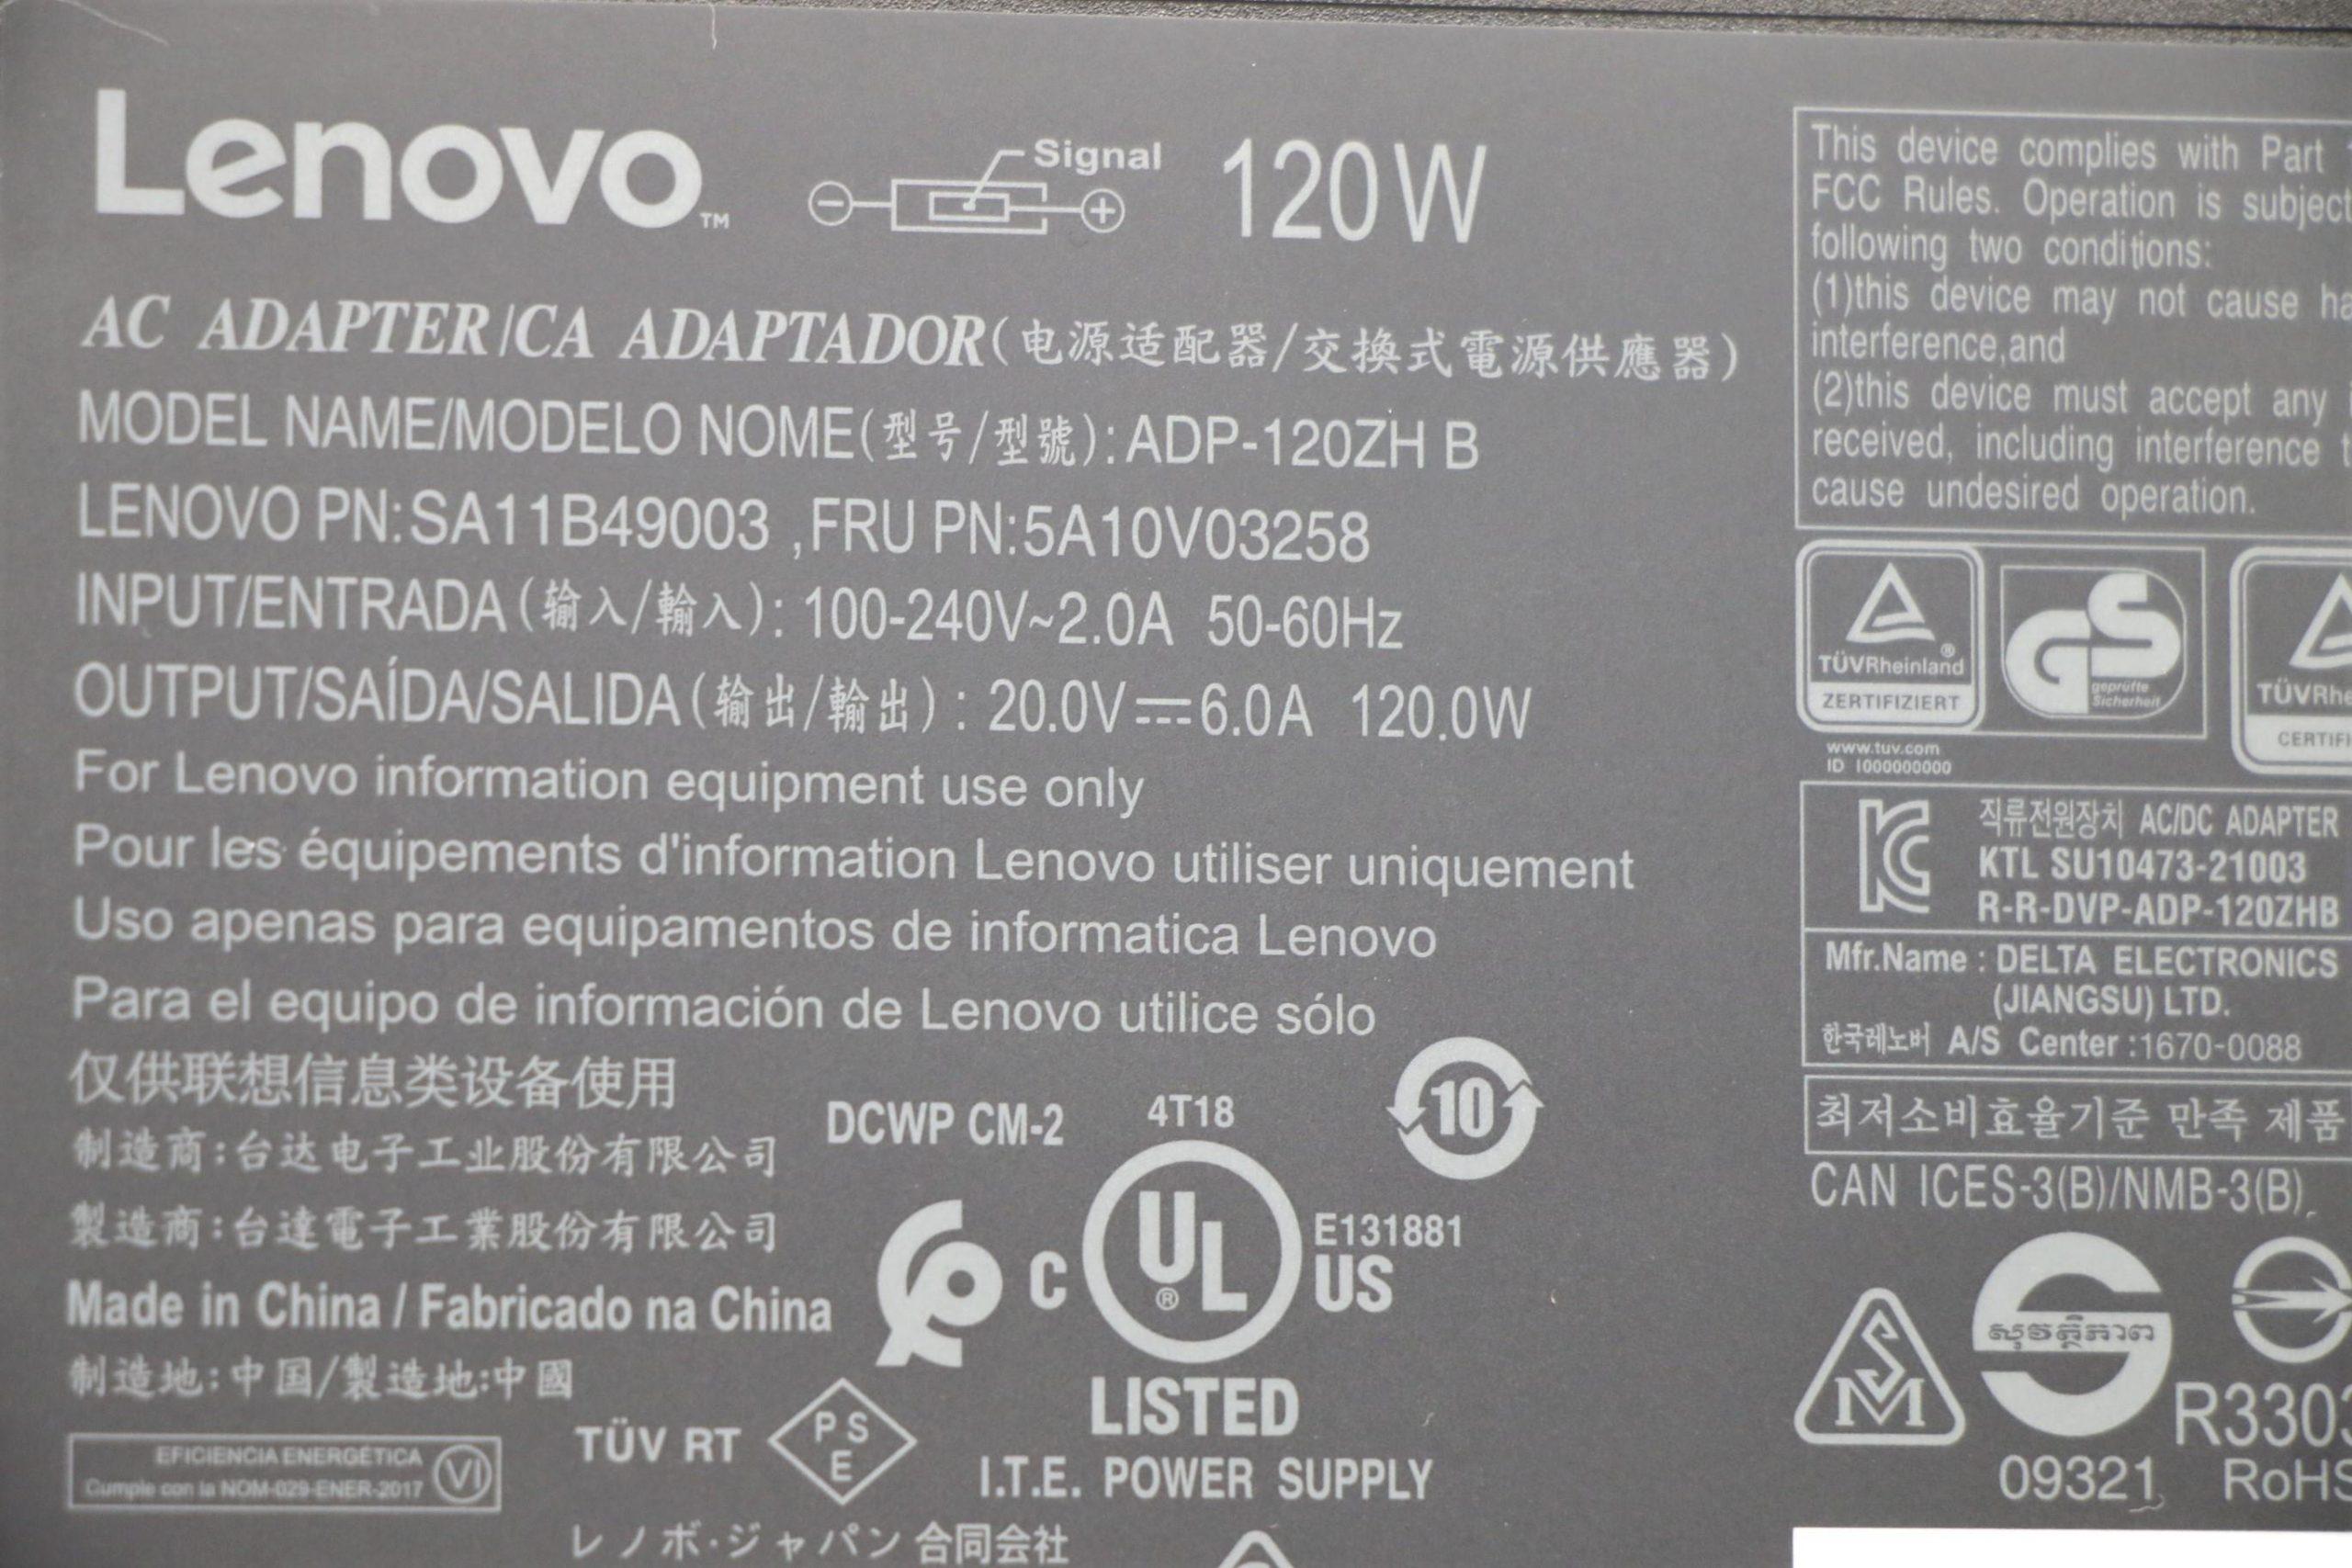 Lenovo™
Signal
120W
AC ADAPTER/CA ADAPTADOR(电源适配器/交換式電源供應器)
MODEL NAME/MODELO NOME(型号/型號):ADP-120ZH B
LENOVO PN:SA11B49003 ,FRU PN:5A10V03258
INPUT/ENTRADA(输入/輸入): 100-240V~2.0A 50-60Hz
OUTPUT/SAÍDA/SALIDA(输出/輸出): 20.0V⎓6.0A 120.0W
For Lenovo information equipment use only
Pour les équipements d'information Lenovo utiliser uniquement
Uso apenas para equipamentos de informatica Lenovo
Para el equipo de información de Lenovo utilice sólo
仅供联想信息类设备使用
制造商:台达电子工业股份有限公司
製造商:台達電子工業股份有限公司
Made in China / Fabricado na China
制造地:中国/製造地:中國
EFICIENCIA ENERGÉTICA
Cumple con la NOM-029-ENER-2017
VI
DCWP CM-2
4T18
10
C UL® US
E131881
LISTED
I.T.E. POWER SUPPLY
TÜV RT
PSE
レノボ・ジャパン 合同会社
This device complies with Part
FCC Rules. Operation is subject
following two conditions:
(1)this device may not cause
interference,and
(2)this device must accept any
received, including interference
cause undesired operation.
TÜVRheinland®
ZERTIFIZIERT
www.tuv.com
ID 1000000000
GS
geprüfte
Sicherheit
직류전원장치 AC/DC ADAPTER
KTL SU10473-21003
R-R-DVP-ADP-120ZHB
Mfr.Name : DELTA ELECTRONICS
(JIANGSU) LTD.
한국레노버 A/S Center :1670-0088
최저소비효율기준 만족 제품
CAN ICES-3(B)/NMB-3(B)
09321